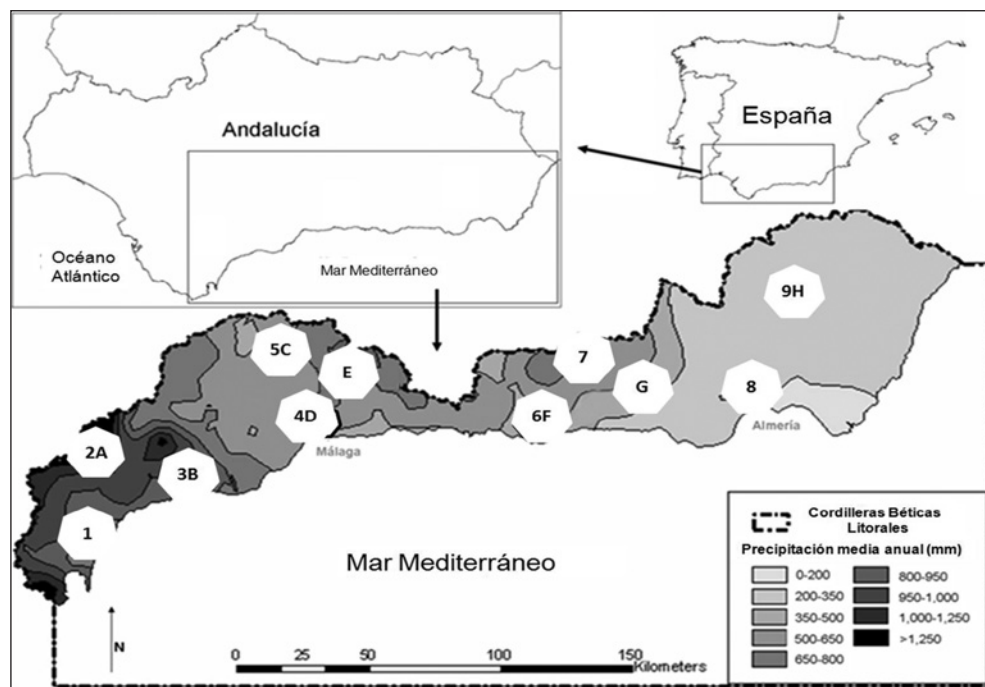 Andalucía
España
Océano
Atlántico
Mar Mediterráneo
9H
5C
E
7
4D
G
8
6F
Málaga
Almería
2A
3B
1
Mar Mediterráneo
N
0 25 50 100 150
Kilometers
Cordilleras Béticas
Litorales
Precipitación media anual (mm)
0-200
200-350
350-500
500-650
650-800
800-950
950-1,000
1,000-1,250
>1,250